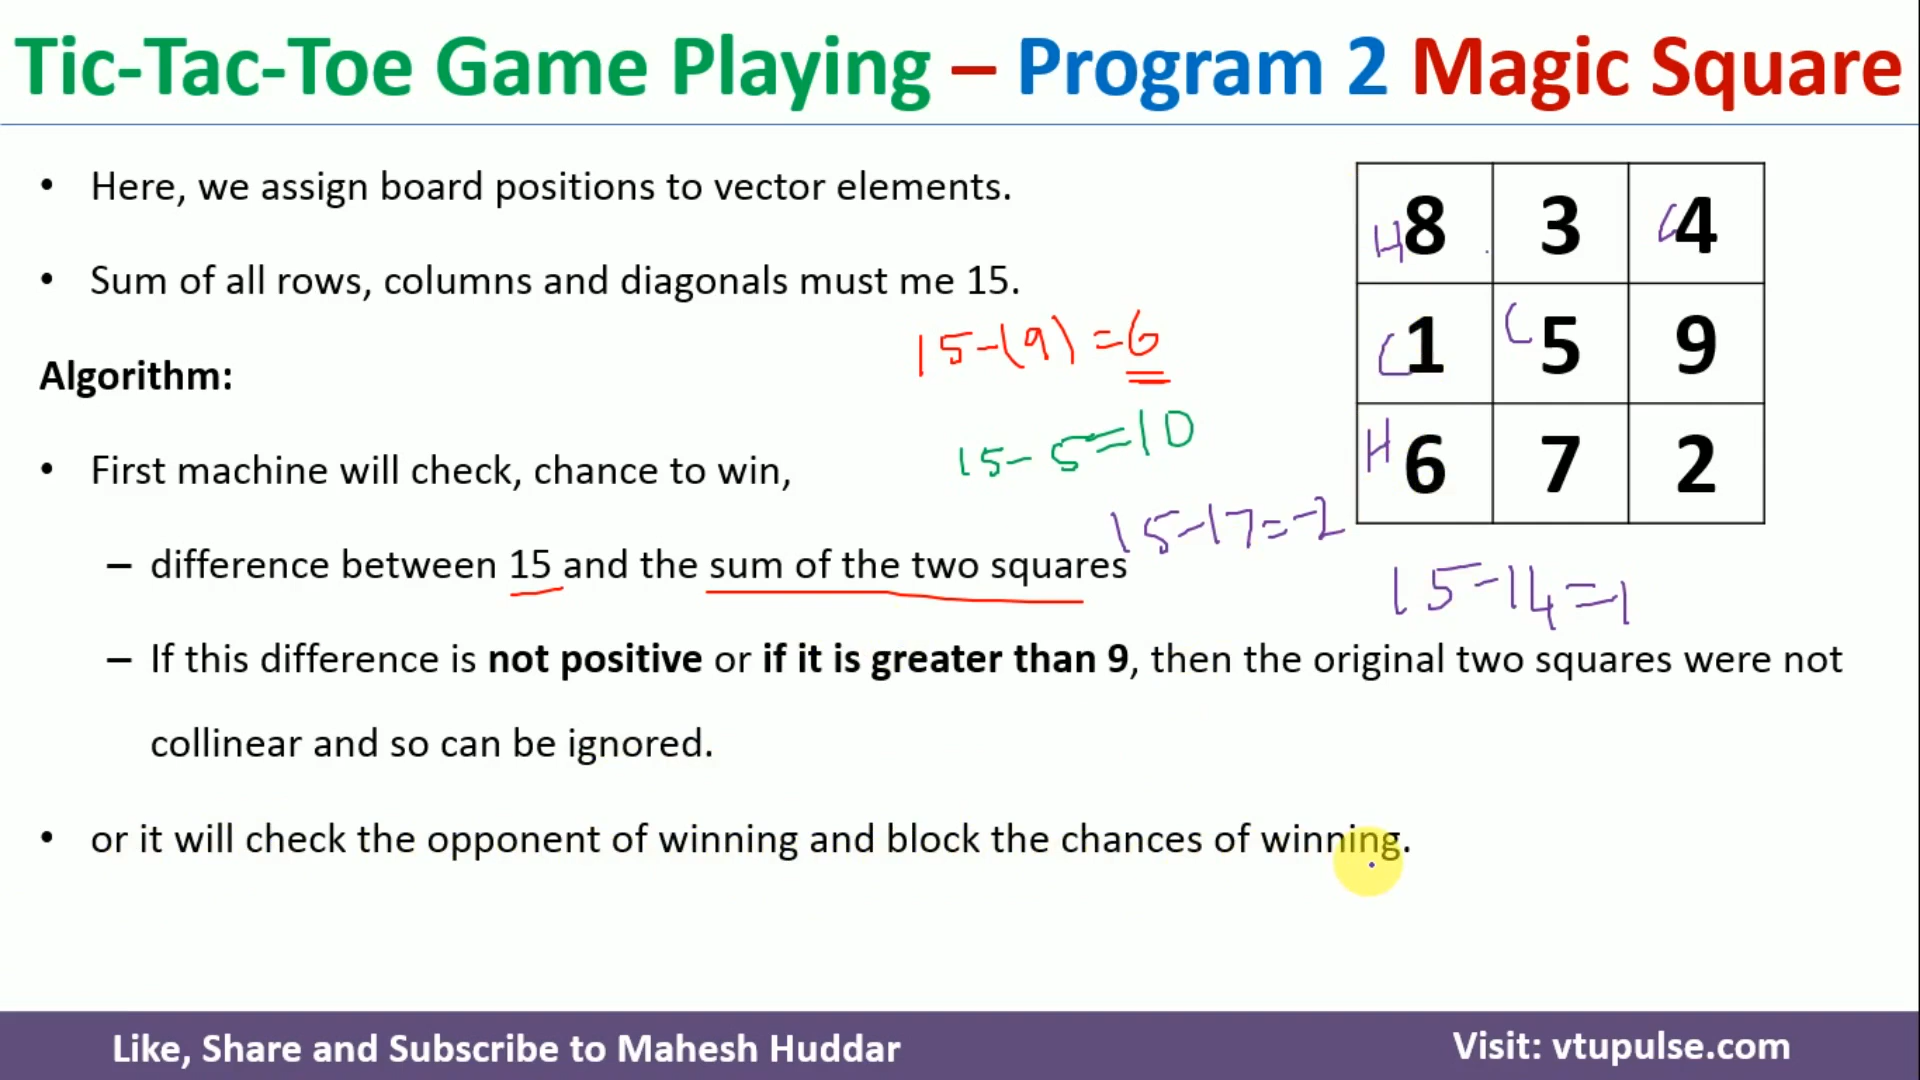 Tic-Tac-Toe Game Playing – Program 2 Magic Square
• Here, we assign board positions to vector elements.
• Sum of all rows, columns and diagonals must me 15.
15-(9) = 6
Algorithm:
15-5=10
• First machine will check, chance to win,
15-17=-2
– difference between 15 and the sum of the two squares
15-14=1
– If this difference is not positive or if it is greater than 9, then the original two squares were not
collinear and so can be ignored.
• or it will check the opponent of winning and block the chances of winning.
H8 3 C4
C1 C5 9
H6 7 2
Like, Share and Subscribe to Mahesh Huddar
Visit: vtupulse.com